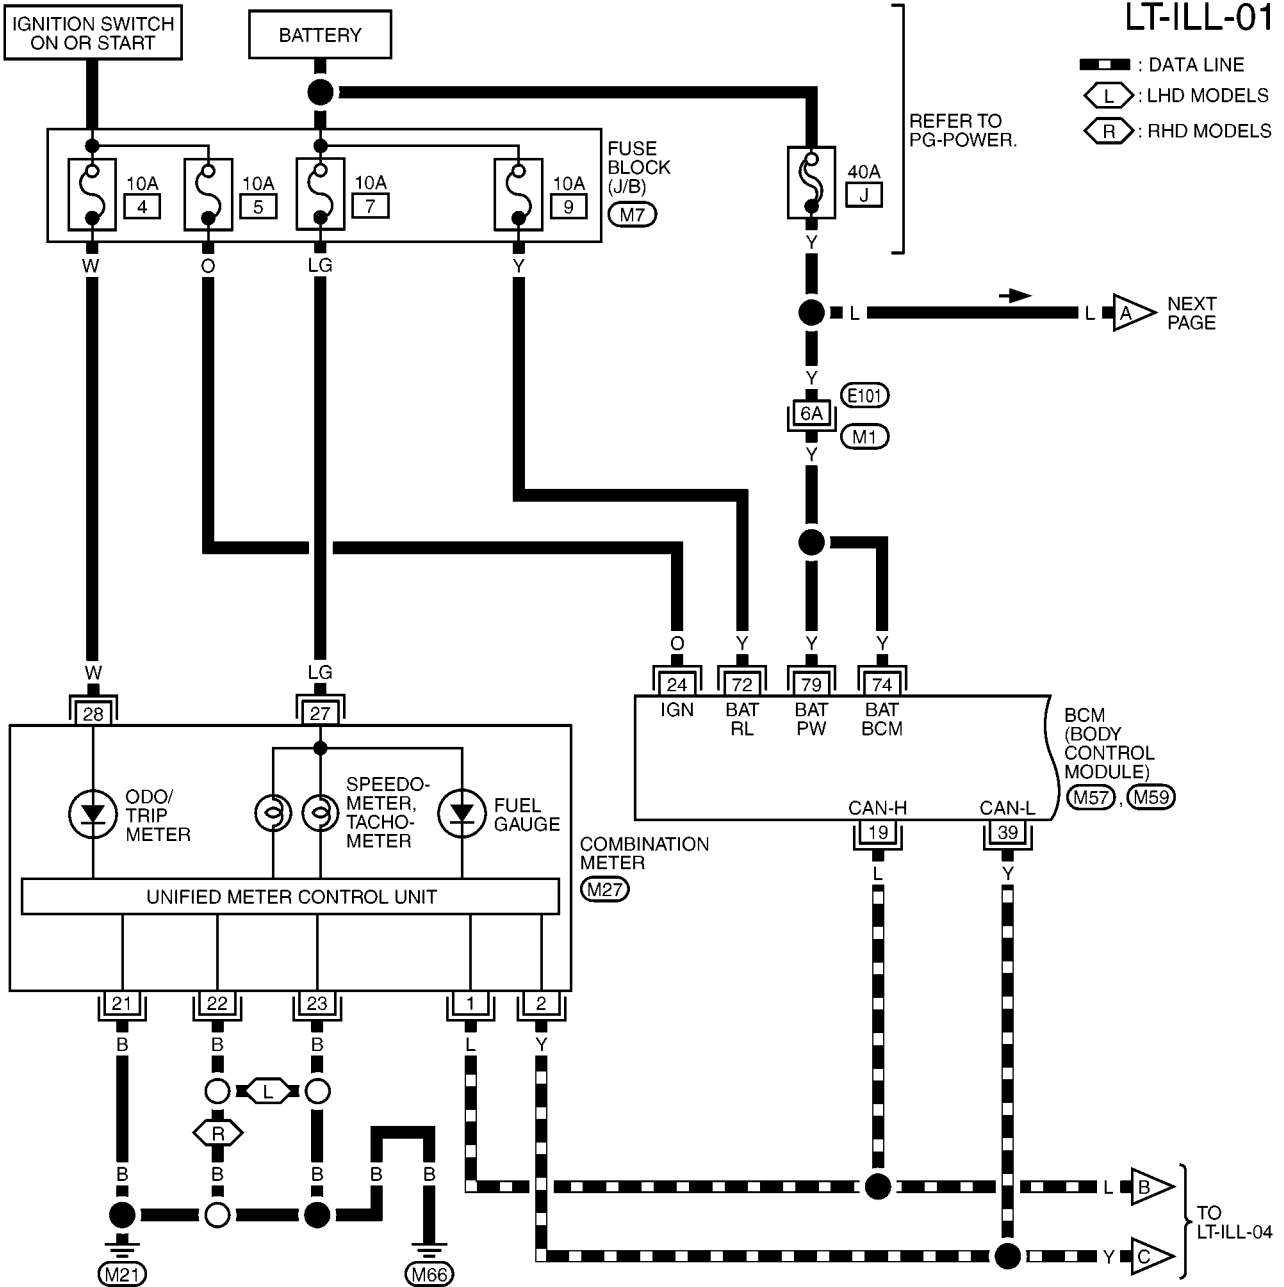 LT-ILL-01
IGNITION SWITCH
ON OR START
BATTERY
: DATA LINE
L : LHD MODELS
R : RHD MODELS
REFER TO
PG-POWER.
FUSE
BLOCK
(J/B)
M7
10A
4
10A
5
10A
7
10A
9
40A
J
W
O
LG
Y
Y
L
L
A
NEXT
PAGE
Y
E101
6A
M1
Y
W
LG
O
Y
Y
Y
28
27
24
72
79
74
IGN
BAT
RL
BAT
PW
BAT
BCM
BCM
(BODY
CONTROL
MODULE)
M57 , M59
CAN-H
CAN-L
19
39
L
Y
ODO/
TRIP
METER
SPEEDO-
METER,
TACHO-
METER
FUEL
GAUGE
COMBINATION
METER
M27
UNIFIED METER CONTROL UNIT
21
22
23
1
2
B
B
B
L
Y
L
R
B
B
B
B
B
L
B
Y
C
TO
LT-ILL-04
M21
M66